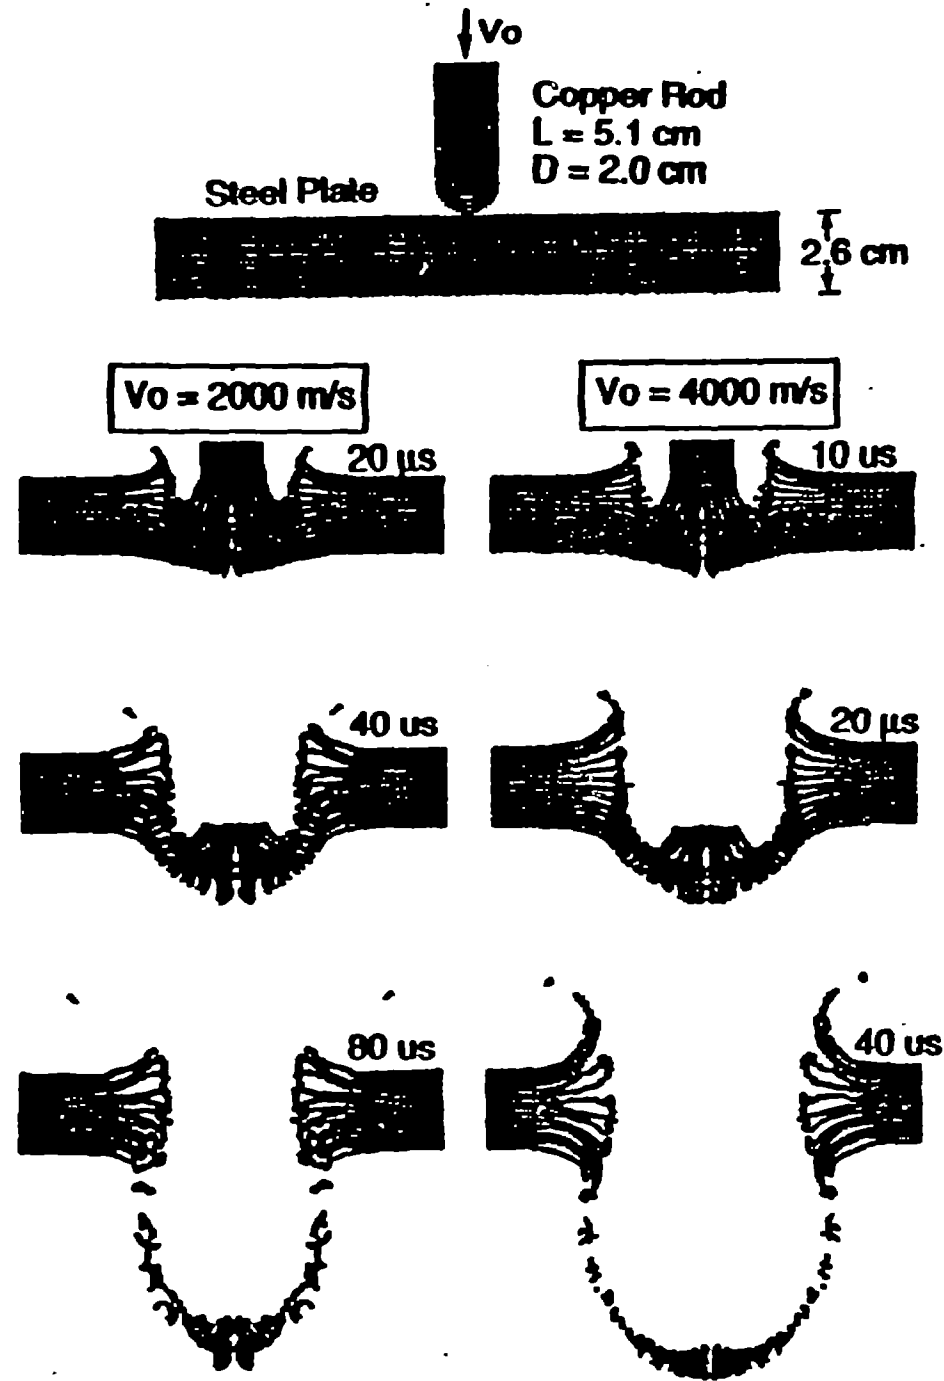 Vo
Copper Rod
L = 5.1 cm
D = 2.0 cm
Steel Plate
2.6 cm
Vo = 2000 m/s
Vo = 4000 m/s
20 μs
10 us
40 us
20 μs
80 us
40 us